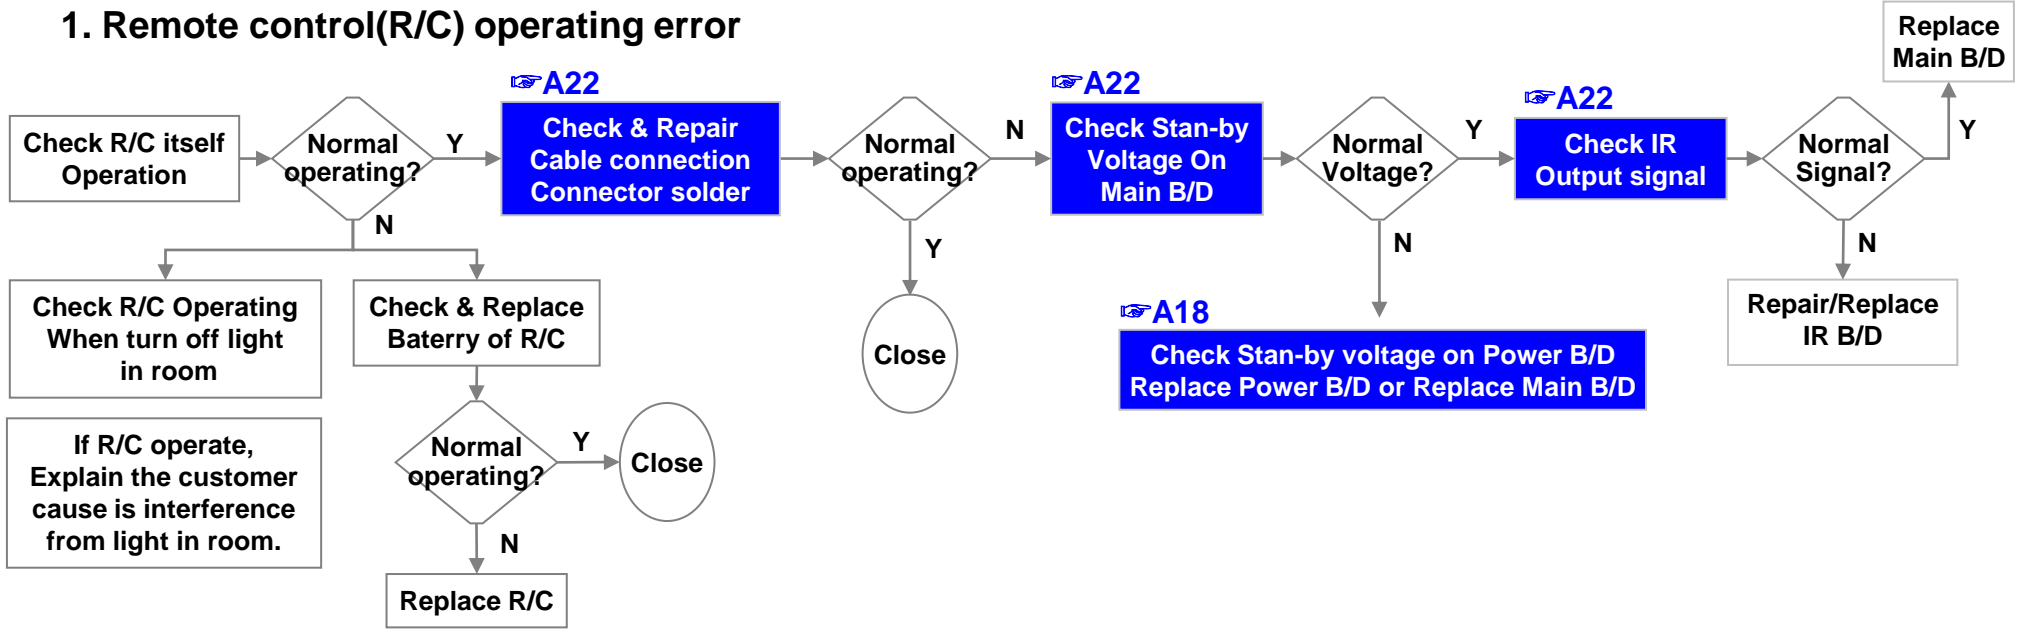 1. Remote control(R/C) operating error
Replace
Main B/D
☞A22
☞A22
☞A22
Check R/C itself
Operation
Normal
operating?
Y
Check & Repair
Cable connection
Connector solder
Normal
operating?
N
Check Stan-by
Voltage On
Main B/D
Normal
Voltage?
Y
Check IR
Output signal
Normal
Signal?
Y
N
Y
N
N
Check R/C Operating
When turn off light
in room
Check & Replace
Baterry of R/C
Close
☞A18
Check Stan-by voltage on Power B/D
Replace Power B/D or Replace Main B/D
Repair/Replace
IR B/D
If R/C operate,
Explain the customer
cause is interference
from light in room.
Normal
operating?
Y
Close
N
Replace R/C